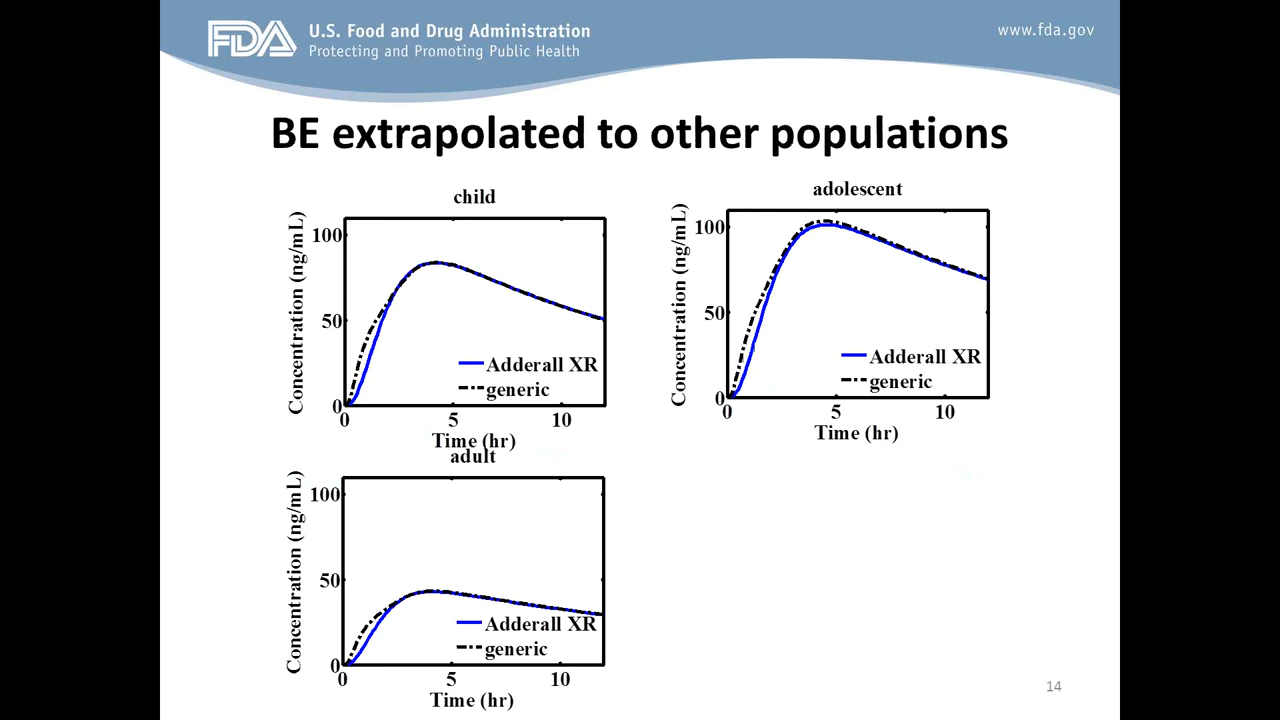 FDA
U.S. Food and Drug Administration
Protecting and Promoting Public Health
www.fda.gov
BE extrapolated to other populations
child
Concentration (ng/mL)
100
50
0
0 5 10
Time (hr)
Adderall XR
generic
adolescent
Concentration (ng/mL)
100
50
0
0 5 10
Time (hr)
Adderall XR
generic
adult
Concentration (ng/mL)
100
50
0
0 5 10
Time (hr)
Adderall XR
generic
14